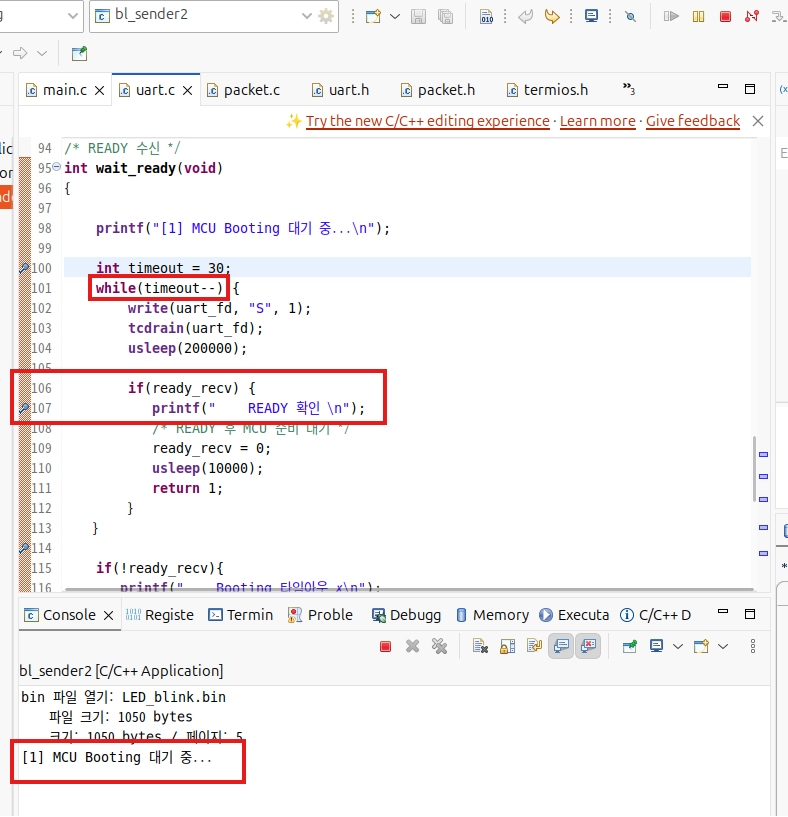 bl_sender2
main.c
uart.c
packet.c
uart.h
packet.h
termios.h
»3
✨ Try the new C/C++ editing experience · Learn more · Give feedback
94 /* READY 수신 */
95 int wait_ready(void)
96 {
97
98 printf("[1] MCU Booting 대기 중...\n");
99
100 int timeout = 30;
101 while(timeout--) {
102 write(uart_fd, "S", 1);
103 tcdrain(uart_fd);
104 usleep(200000);
105
106 if(ready_recv) {
107 printf("    READY 확인 \n");
108 /* READY 후 MCU 준비 대기 */
109 ready_recv = 0;
110 usleep(10000);
111 return 1;
112 }
113 }
114
115 if(!ready_recv){
116 printf("    Booting 타임아웃 ✗\n");
Console
Registe
Termin
Proble
Debugg
Memory
Executa
C/C++ D
bl_sender2 [C/C++ Application]
bin 파일 열기: LED_blink.bin
파일 크기: 1050 bytes
크기: 1050 bytes / 페이지: 5
[1] MCU Booting 대기 중...